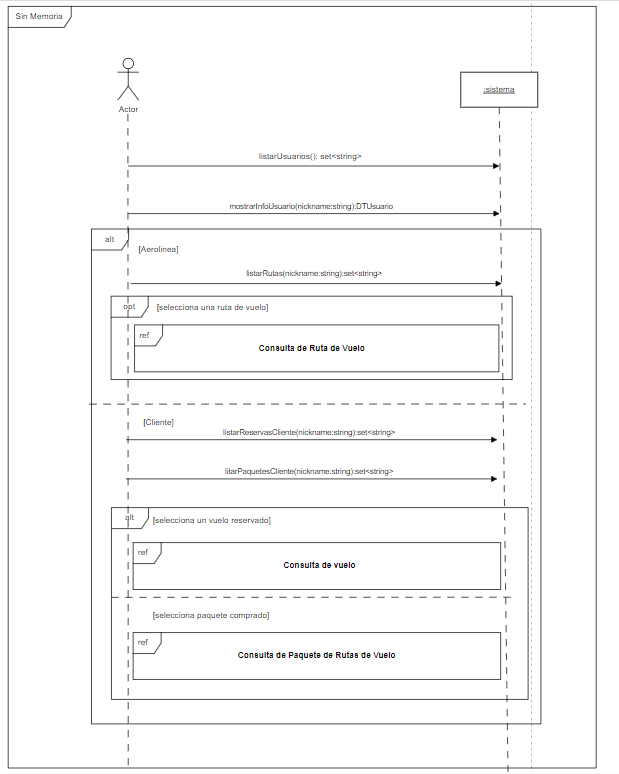 Sin Memoria
:sistema
Actor
listarUsuarios(): set<string>
mostrarInfoUsuario(nickname:string):DTUsuario
alt
[Aerolinea]
listarRutas(nickname:string):set<string>
opt
[selecciona una ruta de vuelo]
ref
Consulta de Ruta de Vuelo
[Cliente]
listarReservasCliente(nickname:string):set<string>
litarPaquetesCliente(nickname:string):set<string>
alt
[selecciona un vuelo reservado]
ref
Consulta de vuelo
[selecciona paquete comprado]
ref
Consulta de Paquete de Rutas de Vuelo